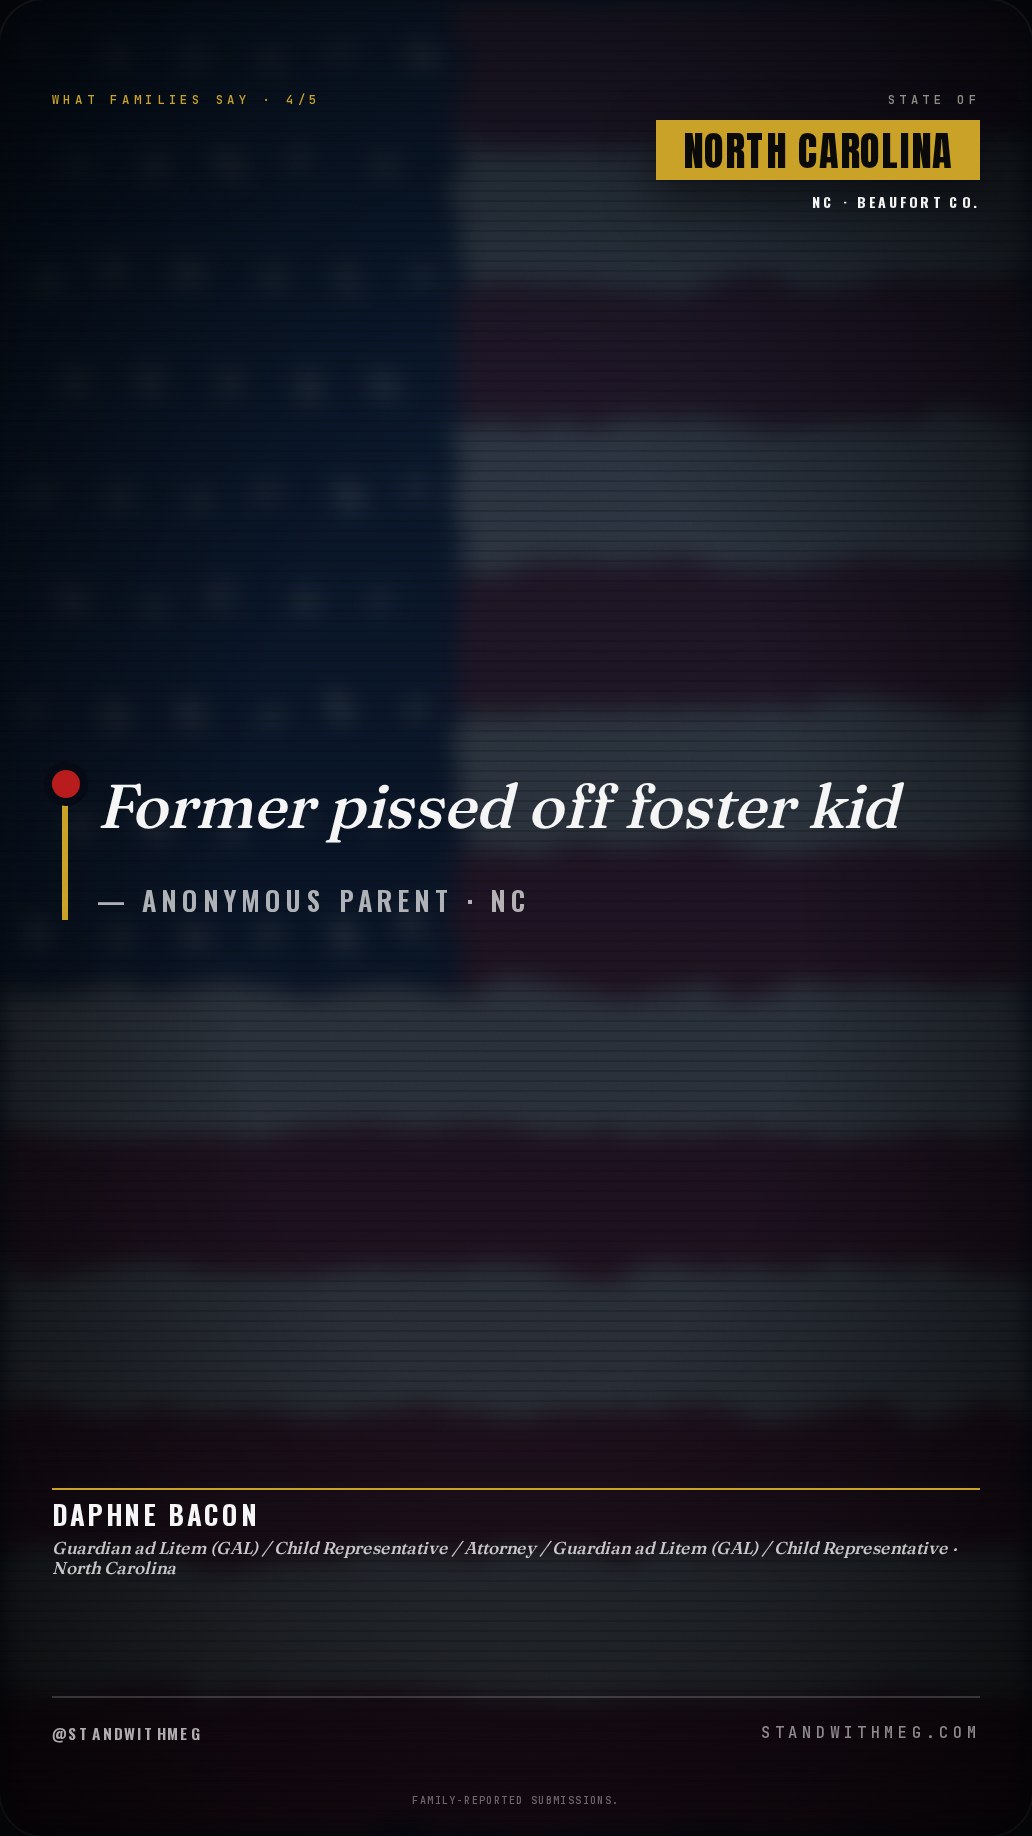 WHAT FAMILIES SAY · 4/5
STATE OF
NORTH CAROLINA
NC · BEAUFORT CO.
Former pissed off foster kid
— ANONYMOUS PARENT · NC
DAPHNE BACON
Guardian ad Litem (GAL) / Child Representative / Attorney / Guardian ad Litem (GAL) / Child Representative ·
North Carolina
@STANDWITHMEG
STANDWITHMEG.COM
FAMILY-REPORTED SUBMISSIONS.